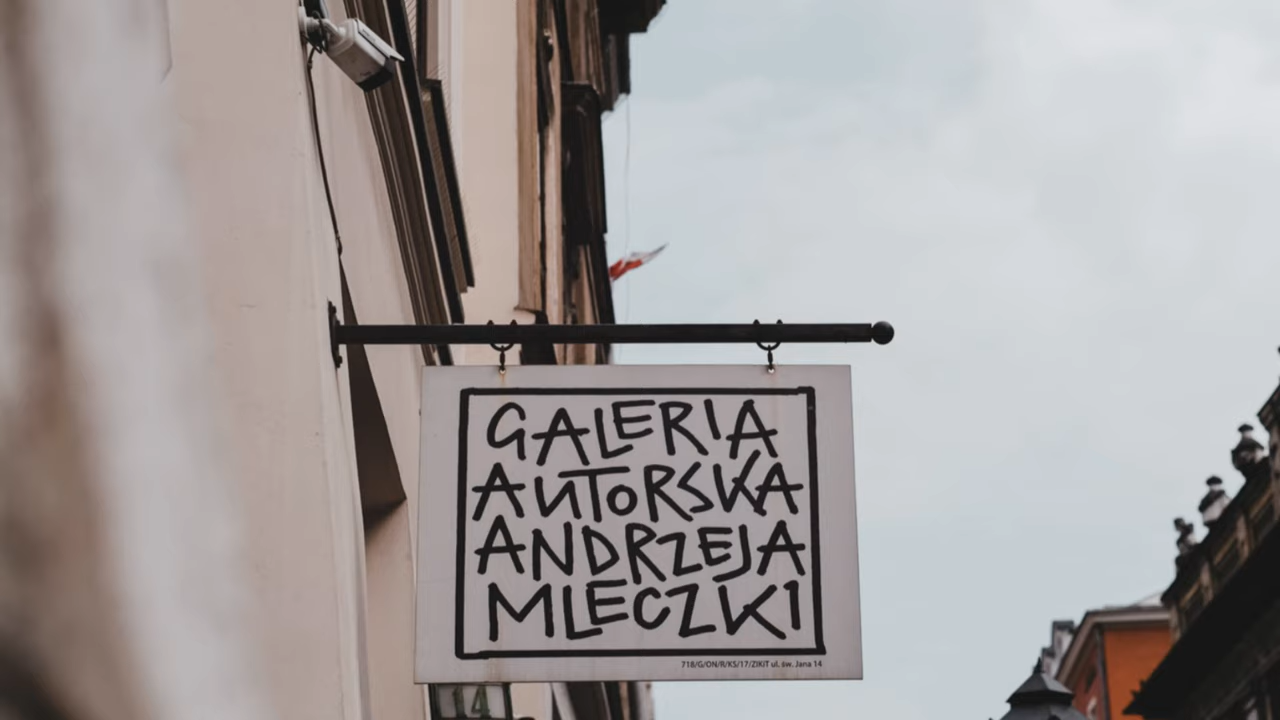 GALERIA
AUTORSKA
ANDRZEJA
MLECZKI
718/G/ON/R/KS/17/ZIKIT ul. św. Jana 14
14